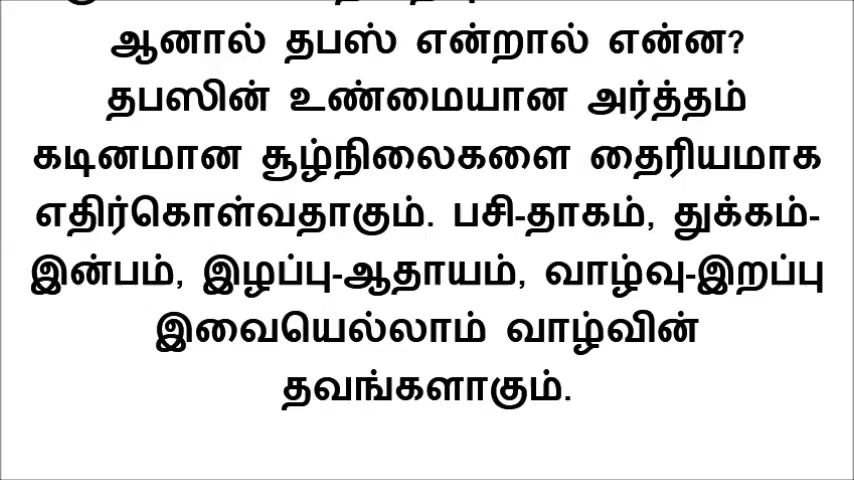 ஆனால் தபஸ் என்றால் என்ன?
தபஸின் உண்மையான அர்த்தம்
கடினமான சூழ்நிலைகளை தைரியமாக
எதிர்கொள்வதாகும். பசி-தாகம், துக்கம்-
இன்பம், இழப்பு-ஆதாயம், வாழ்வு-இறப்பு
இவையெல்லாம் வாழ்வின்
தவங்களாகும்.